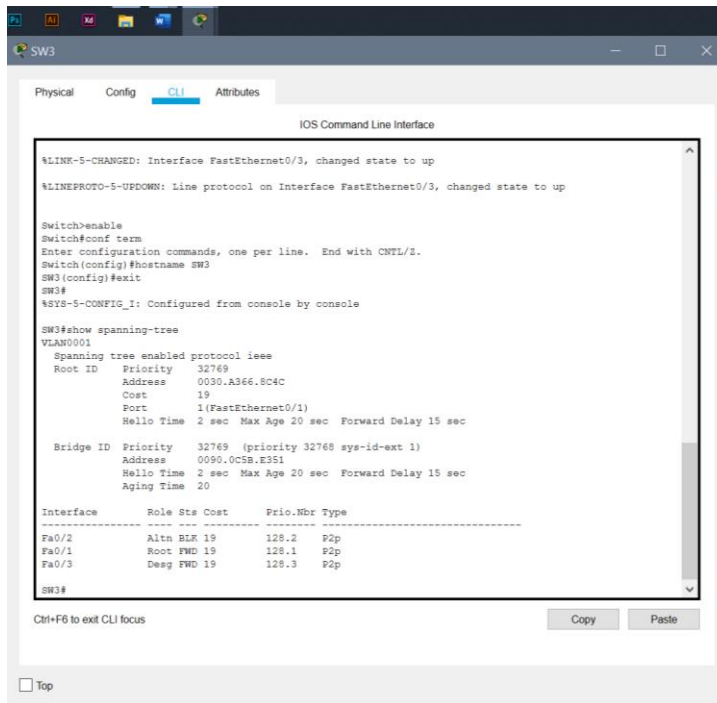 Ps Ai Xd W
SW3
Physical Config CLI Attributes
IOS Command Line Interface
%LINK-5-CHANGED: Interface FastEthernet0/3, changed state to up
%LINEPROTO-5-UPDOWN: Line protocol on Interface FastEthernet0/3, changed state to up
Switch>enable
Switch#conf term
Enter configuration commands, one per line. End with CNTL/Z.
Switch(config)#hostname SW3
SW3(config)#exit
SW3#
%SYS-5-CONFIG_I: Configured from console by console
SW3#show spanning-tree
VLAN0001
Spanning tree enabled protocol ieee
Root ID Priority 32769
Address 0030.A366.8C4C
Cost 19
Port 1(FastEthernet0/1)
Hello Time 2 sec Max Age 20 sec Forward Delay 15 sec
Bridge ID Priority 32769 (priority 32768 sys-id-ext 1)
Address 0090.0C5B.E351
Hello Time 2 sec Max Age 20 sec Forward Delay 15 sec
Aging Time 20
Interface Role Sts Cost Prio.Nbr Type
---------------- ---- --- --------- -------- --------------------------------
Fa0/2 Altn BLK 19 128.2 P2p
Fa0/1 Root FWD 19 128.1 P2p
Fa0/3 Desg FWD 19 128.3 P2p
SW3#
Ctrl+F6 to exit CLI focus Copy Paste
Top